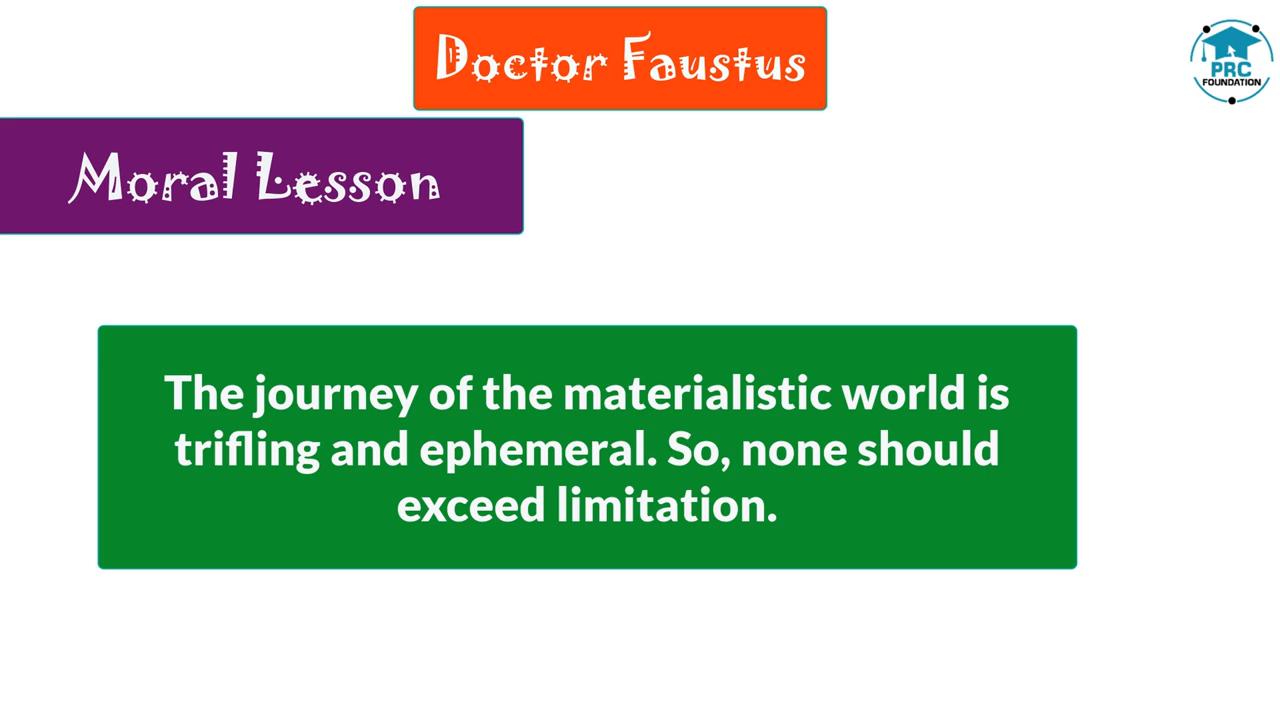 Doctor Faustus
PRC
FOUNDATION
Moral Lesson
The journey of the materialistic world is
trifling and ephemeral. So, none should
exceed limitation.